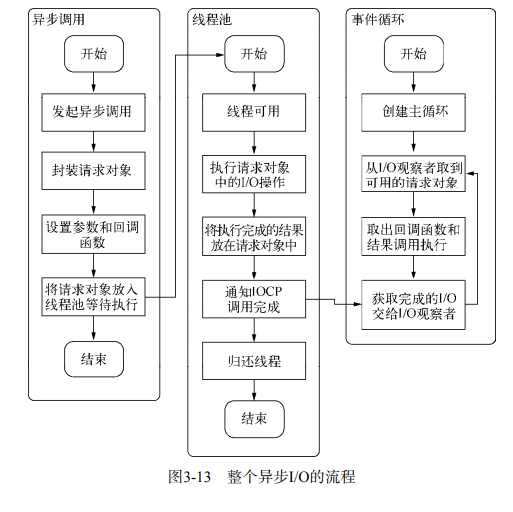 异步调用
开始
发起异步调用
封装请求对象
设置参数和回调
函数
将请求对象放入
线程池等待执行
结束
线程池
开始
线程可用
执行请求对象
中的I/O操作
将执行完成的结果
放在请求对象中
通知IOCP
调用完成
归还线程
结束
事件循环
开始
创建主循环
从I/O观察者取到
可用的请求对象
取出回调函数和
结果调用执行
获取完成的I/O
交给I/O观察者
图3-13 整个异步I/O的流程